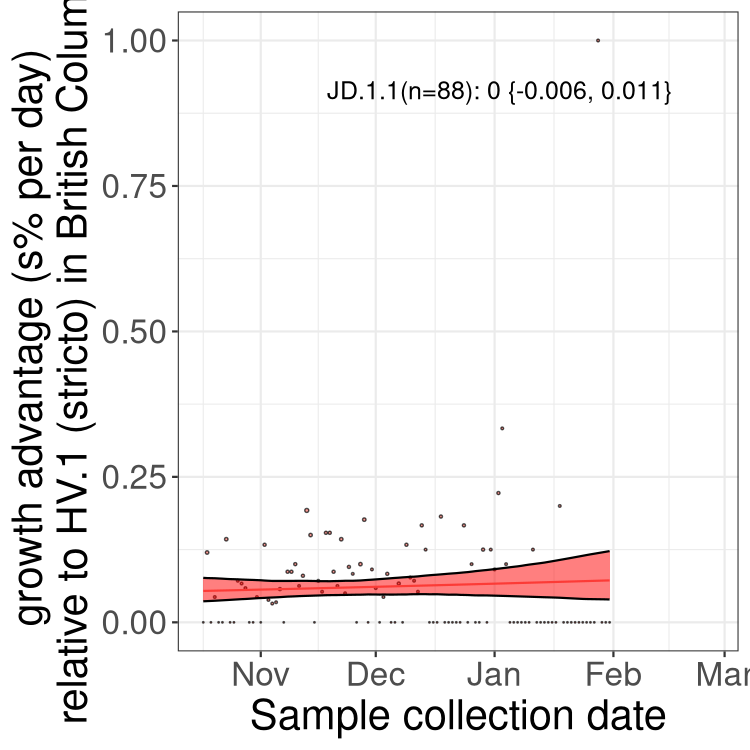 growth advantage (s% per day)
relative to HV.1 (stricto) in British Colum
1.00
0.75
0.50
0.25
0.00
JD.1.1(n=88): 0 {-0.006, 0.011}
Nov Dec Jan Feb Mar
Sample collection date